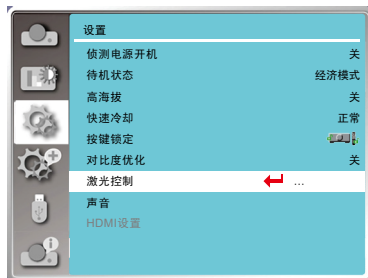 设置
侦测电源开机 关
待机状态 经济模式
高海拔 关
快速冷却 正常
按键锁定
对比度优化 关
激光控制 ...
声音
HDMI设置